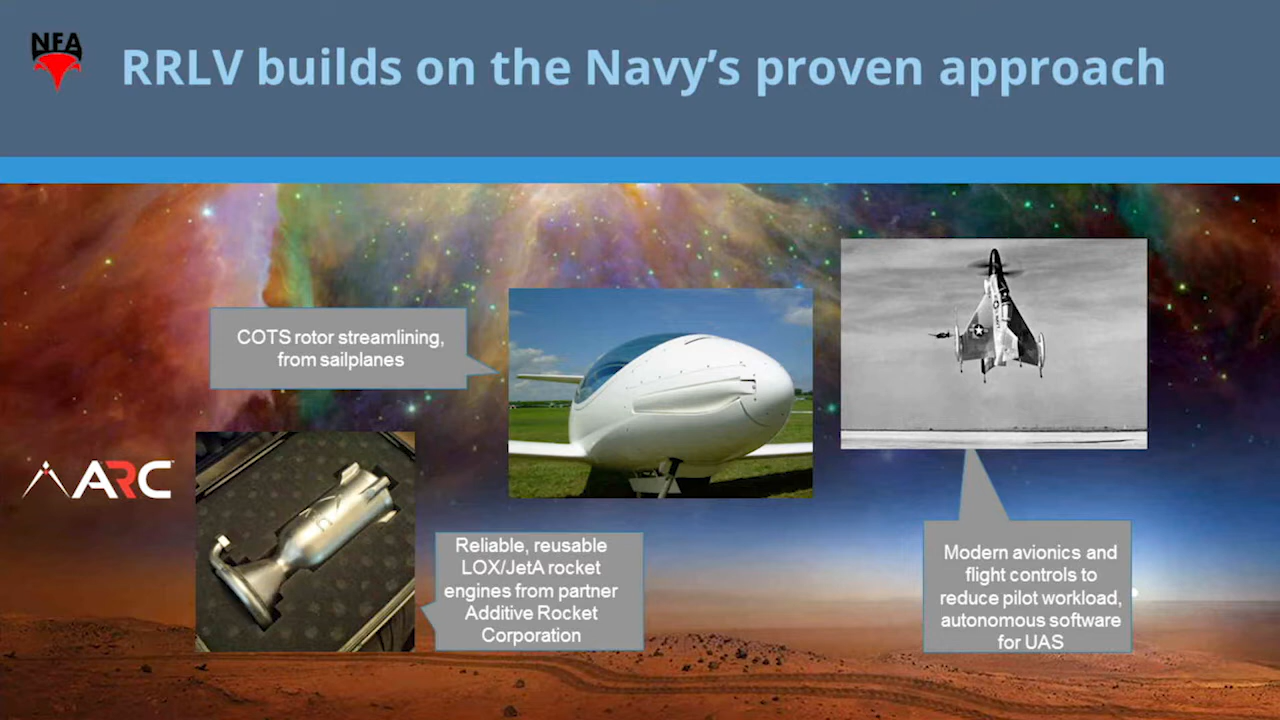 NFA
RRLV builds on the Navy's proven approach
COTS rotor streamlining,
from sailplanes
ARC
Reliable, reusable
LOX/JetA rocket
engines from partner
Additive Rocket
Corporation
Modern avionics and
flight controls to
reduce pilot workload,
autonomous software
for UAS